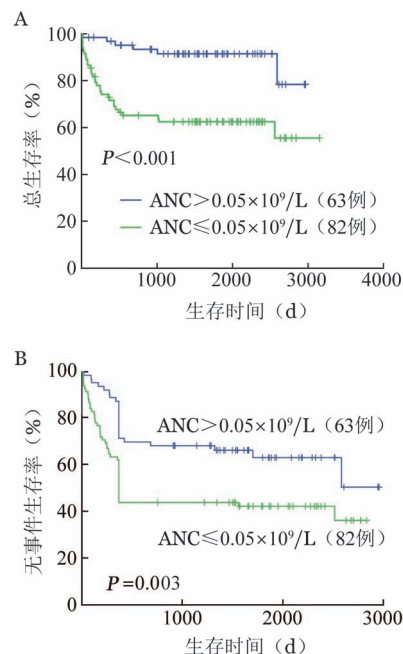 A
100
80
60
40
20
0
总生存率（%）
P＜0.001
ANC＞0.05×10⁹/L（63例）
ANC≤0.05×10⁹/L（82例）
1000 2000 3000 4000
生存时间（d）
B
100
80
60
40
20
0
无事件生存率（%）
ANC＞0.05×10⁹/L（63例）
ANC≤0.05×10⁹/L（82例）
P=0.003
1000 2000 3000
生存时间（d）